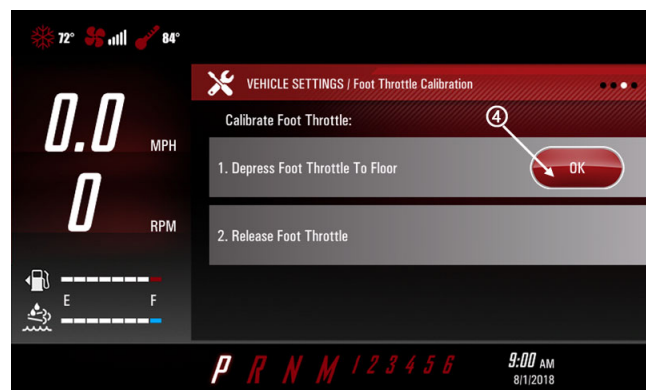 72° 84°
VEHICLE SETTINGS / Foot Throttle Calibration
Calibrate Foot Throttle:
4
0.0 MPH
1. Depress Foot Throttle To Floor OK
0 RPM
2. Release Foot Throttle
E F
P R N M 1 2 3 4 5 6
9:00 AM
8/1/2018